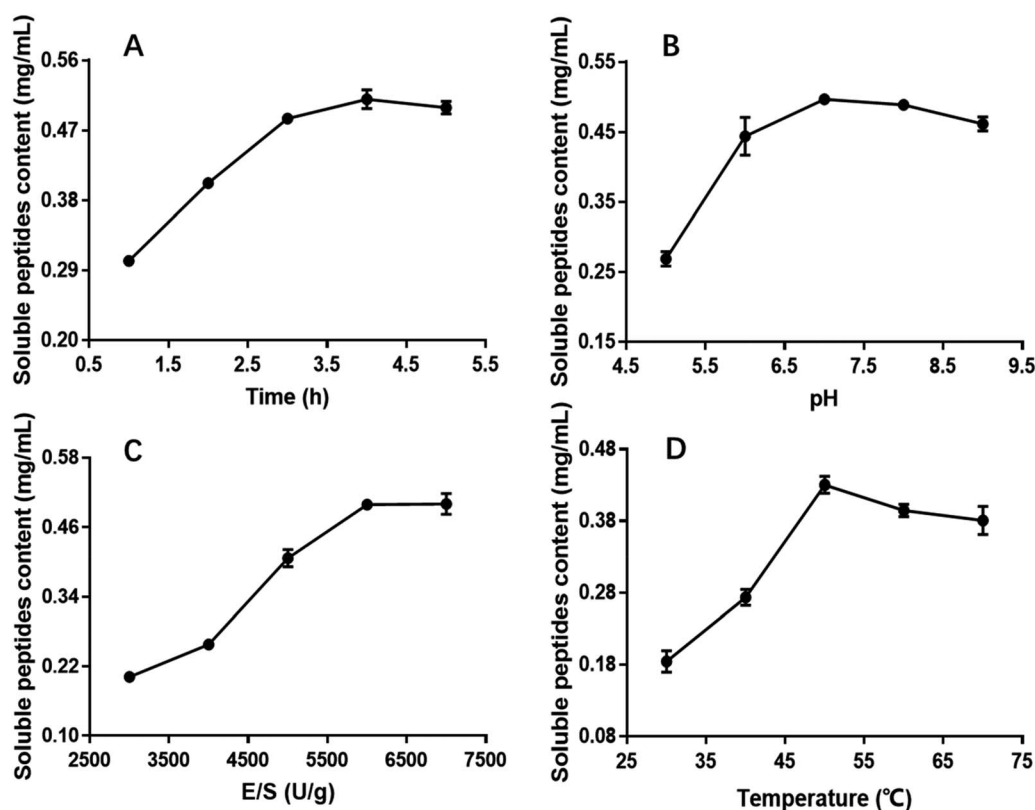 A
Soluble peptides content (mg/mL)
0.56
0.47
0.38
0.29
0.20
0.5 1.5 2.5 3.5 4.5 5.5
Time (h)
B
Soluble peptides content (mg/mL)
0.55
0.45
0.35
0.25
0.15
4.5 5.5 6.5 7.5 8.5 9.5
pH
C
Soluble peptides content (mg/mL)
0.58
0.46
0.34
0.22
0.10
2500 3500 4500 5500 6500 7500
E/S (U/g)
D
Soluble peptides content (mg/mL)
0.48
0.38
0.28
0.18
0.08
25 35 45 55 65 75
Temperature (℃)